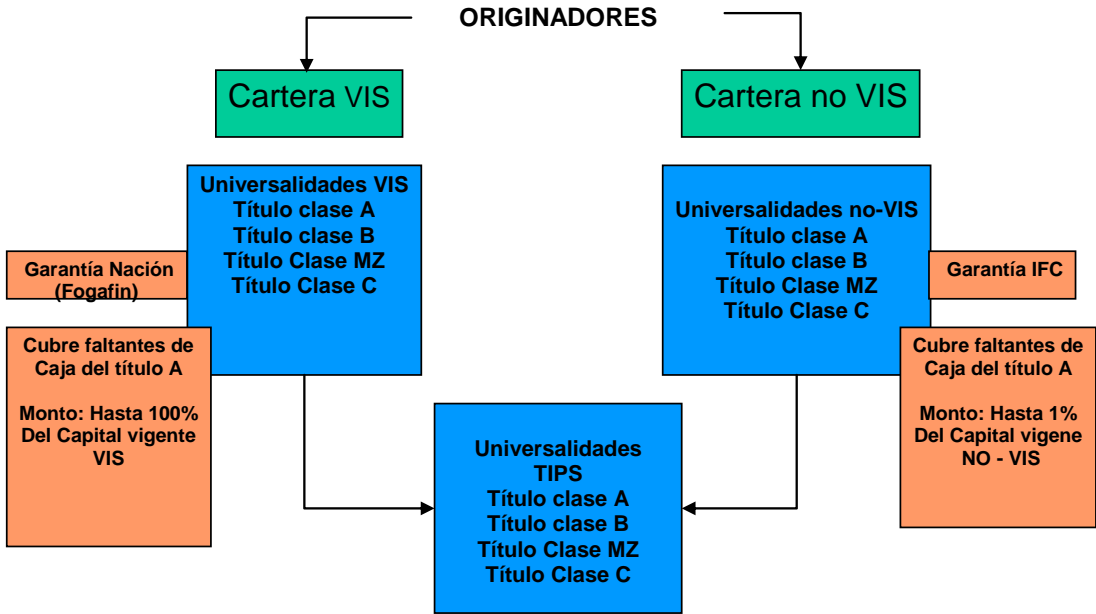 ORIGINADORES
Cartera VIS
Cartera no VIS
Universalidades VIS
Título clase A
Título clase B
Título Clase MZ
Título Clase C
Universalidades no-VIS
Título clase A
Título clase B
Título Clase MZ
Título Clase C
Garantía Nación
(Fogafin)
Garantía IFC
Cubre faltantes de
Caja del título A
Monto: Hasta 100%
Del Capital vigente
VIS
Cubre faltantes de
Caja del título A
Monto: Hasta 1%
Del Capital vigene
NO - VIS
Universalidades
TIPS
Título clase A
Título clase B
Título Clase MZ
Título Clase C